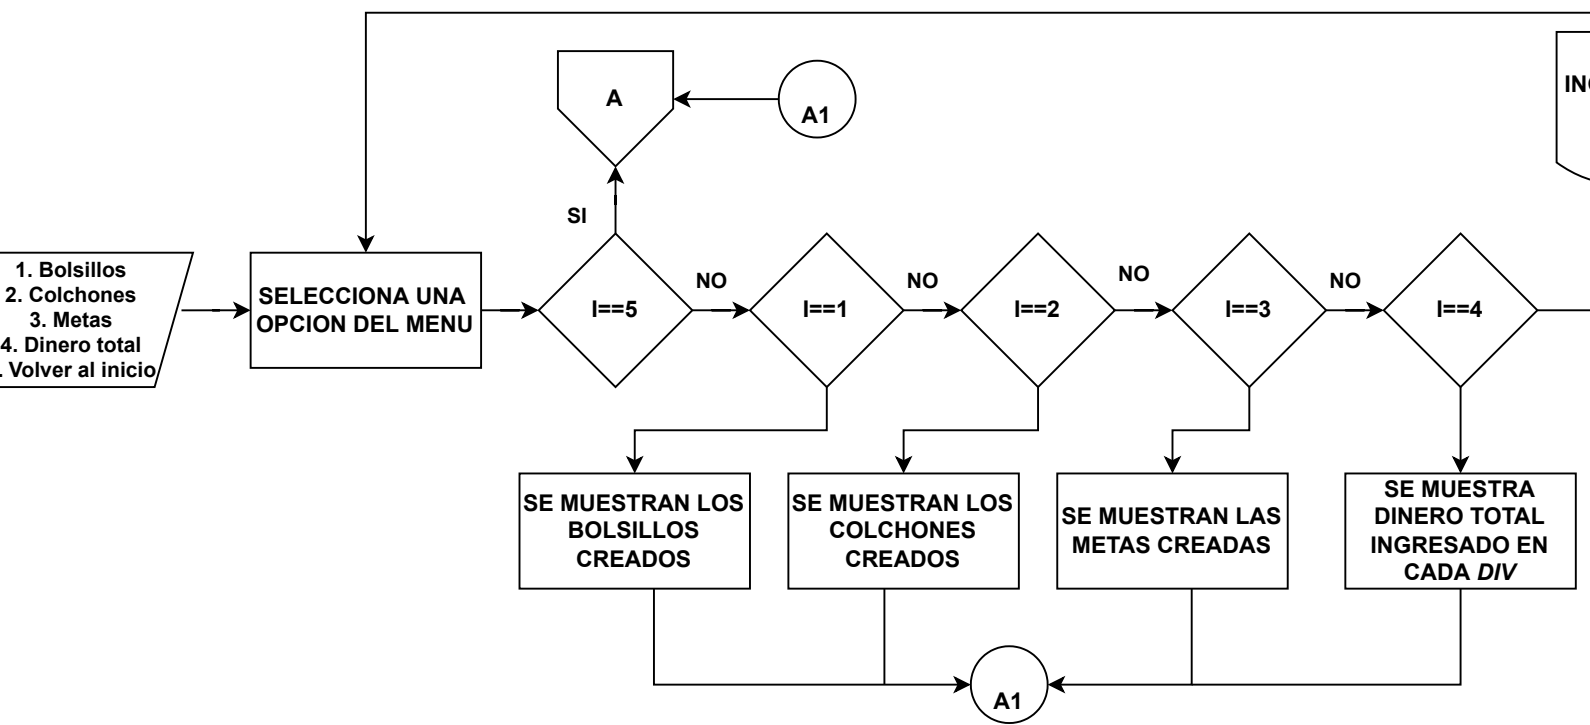 A
A1
SI
1. Bolsillos
2. Colchones
3. Metas
4. Dinero total
. Volver al inicio
SELECCIONA UNA
OPCION DEL MENU
I==5
NO
I==1
NO
I==2
NO
I==3
NO
I==4
SE MUESTRAN LOS
BOLSILLOS
CREADOS
SE MUESTRAN LOS
COLCHONES
CREADOS
SE MUESTRAN LAS
METAS CREADAS
SE MUESTRA
DINERO TOTAL
INGRESADO EN
CADA DIV
A1